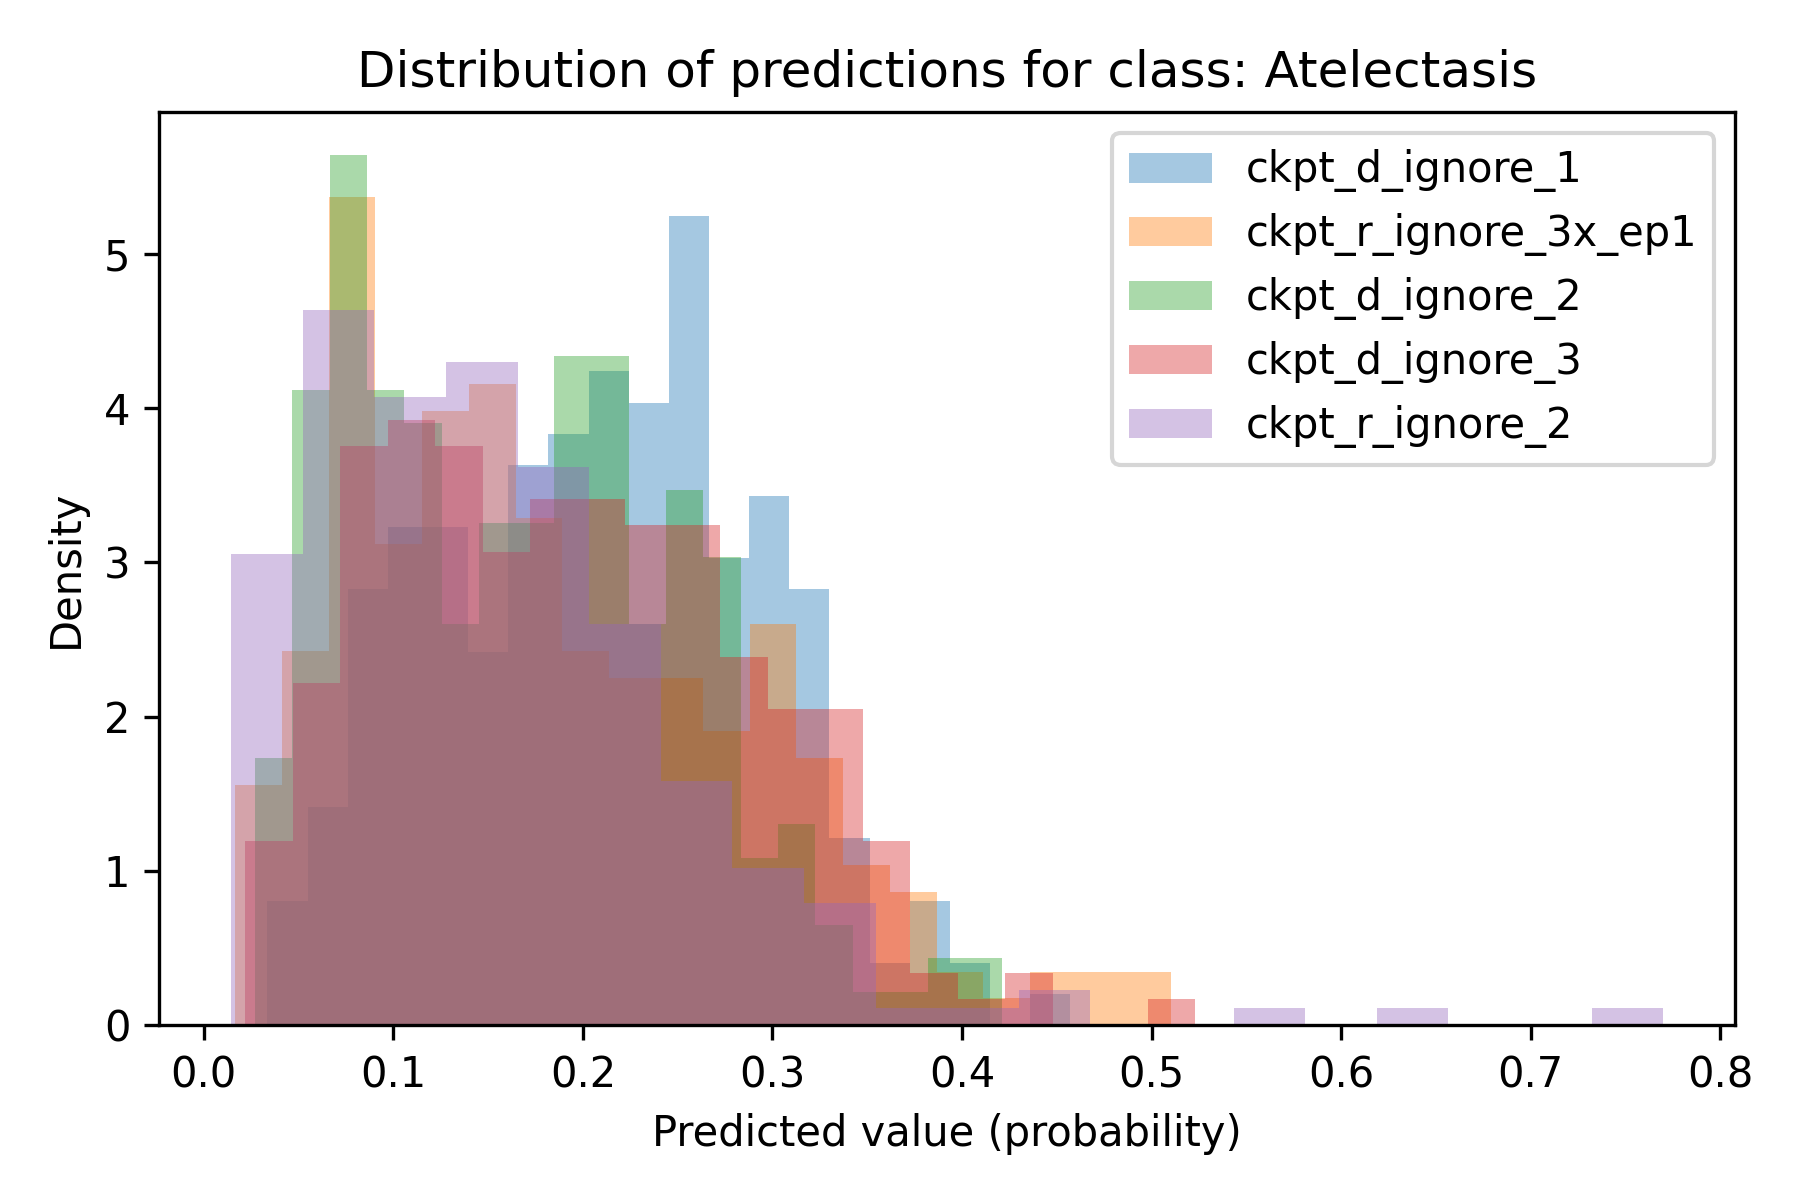 Distribution of predictions for class: Atelectasis
ckpt_d_ignore_1
ckpt_r_ignore_3x_ep1
ckpt_d_ignore_2
ckpt_d_ignore_3
ckpt_r_ignore_2
Density
5
4
3
2
1
0
0.0 0.1 0.2 0.3 0.4 0.5 0.6 0.7 0.8
Predicted value (probability)